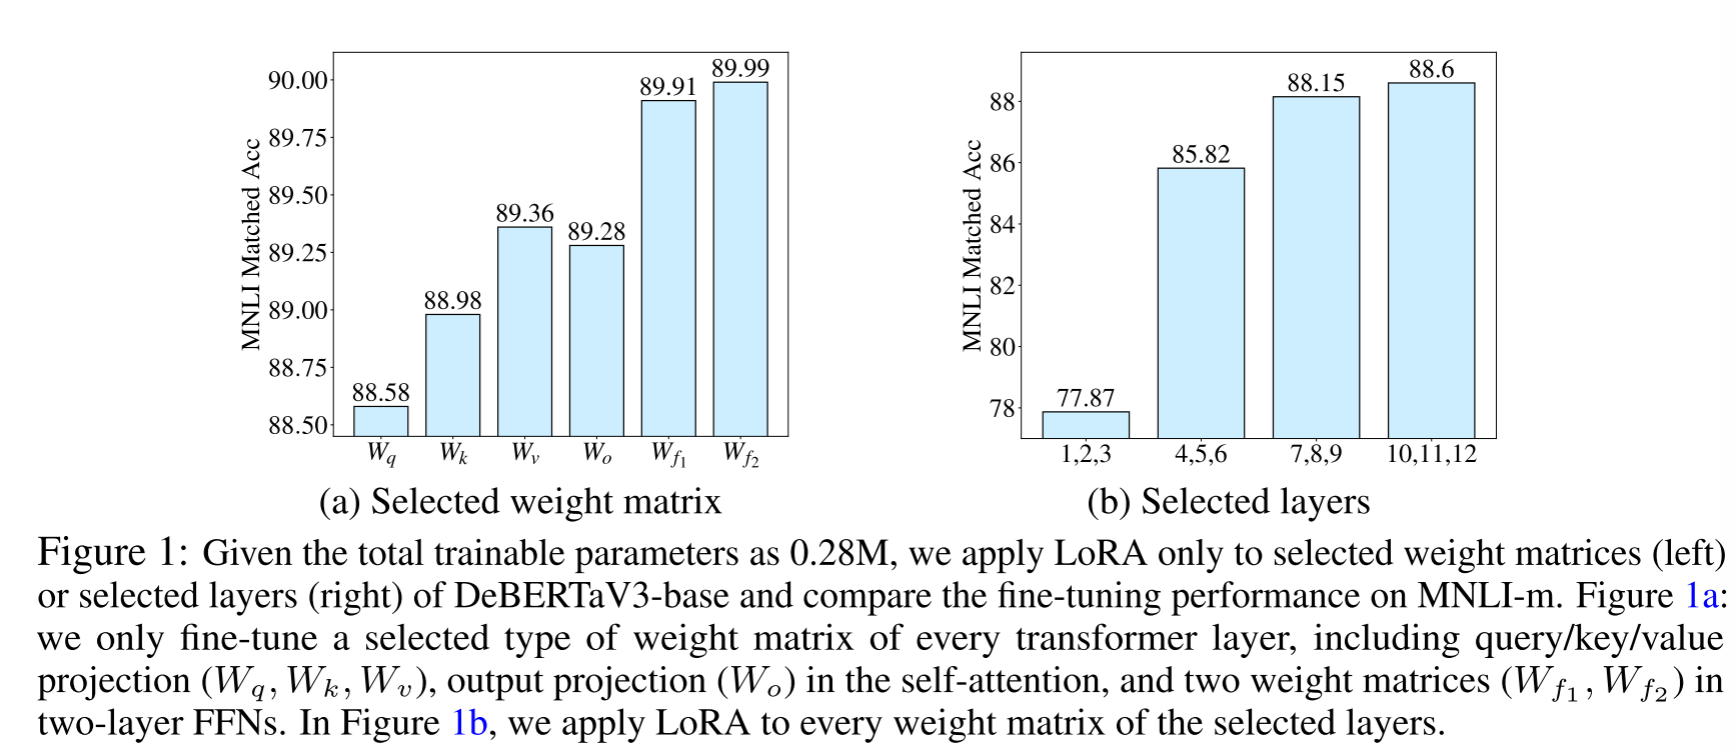 90.00
89.75
89.50
89.25
89.00
88.75
88.50
MNLI Matched Acc
88.58
88.98
89.36
89.28
89.91
89.99
W_q W_k W_v W_o W_{f_1} W_{f_2}
(a) Selected weight matrix
88
86
84
82
80
78
MNLI Matched Acc
77.87
85.82
88.15
88.6
1,2,3 4,5,6 7,8,9 10,11,12
(b) Selected layers
Figure 1: Given the total trainable parameters as 0.28M, we apply LoRA only to selected weight matrices (left)
or selected layers (right) of DeBERTaV3-base and compare the fine-tuning performance on MNLI-m. Figure 1a:
we only fine-tune a selected type of weight matrix of every transformer layer, including query/key/value
projection (W_q, W_k, W_v), output projection (W_o) in the self-attention, and two weight matrices (W_{f_1}, W_{f_2}) in
two-layer FFNs. In Figure 1b, we apply LoRA to every weight matrix of the selected layers.